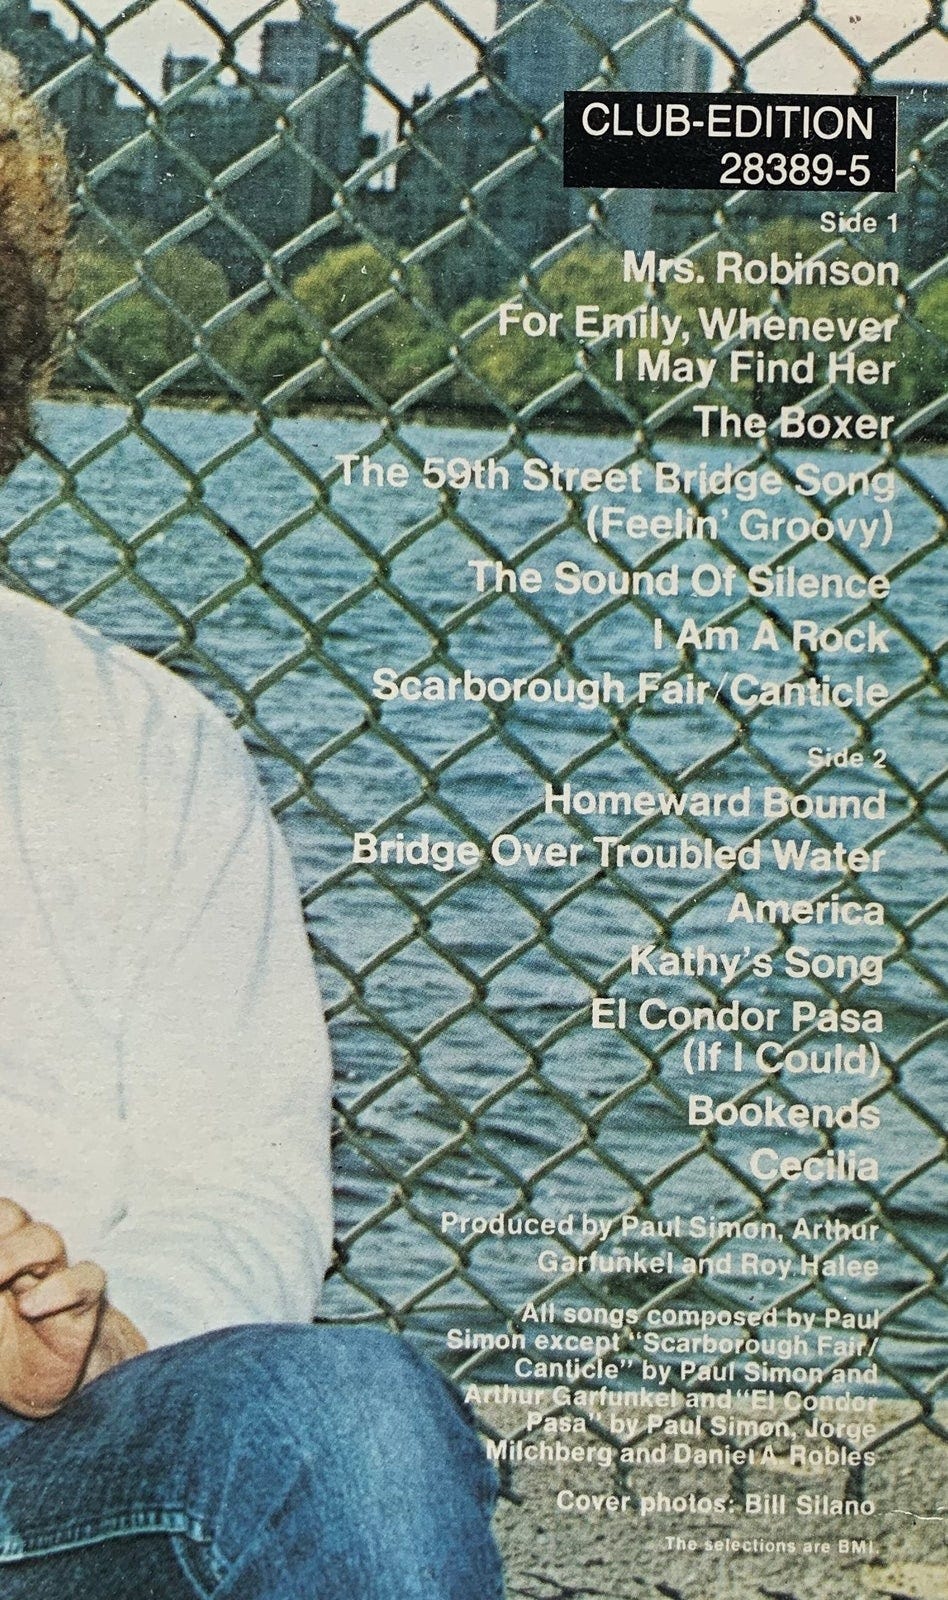 CLUB-EDITION
28389-5
Side 1
Mrs. Robinson
For Emily, Whenever
I May Find Her
The Boxer
The 59th Street Bridge Song
(Feelin' Groovy)
The Sound Of Silence
I Am A Rock
Scarborough Fair/Canticle
Side 2
Homeward Bound
Bridge Over Troubled Water
America
Kathy's Song
El Condor Pasa
(If I Could)
Bookends
Cecilia
Produced by Paul Simon, Arthur
Garfunkel and Roy Halee
All songs composed by Paul
Simon except "Scarborough Fair/
Canticle" by Paul Simon and
Arthur Garfunkel and "El Condor
Pasa" by Paul Simon, Jorge
Milchberg and Daniel A. Robles
Cover photos: Bill Silano
The selections are BMI.